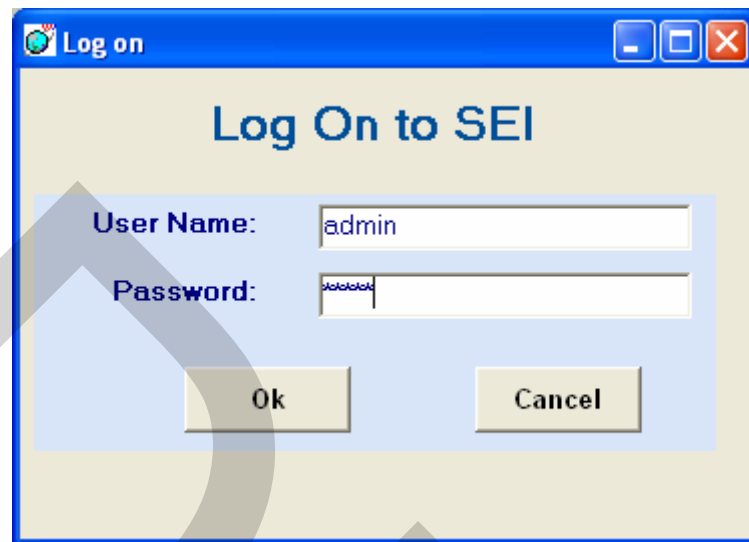 Log on
Log On to SEI
User Name: admin
Password: *****
Ok Cancel